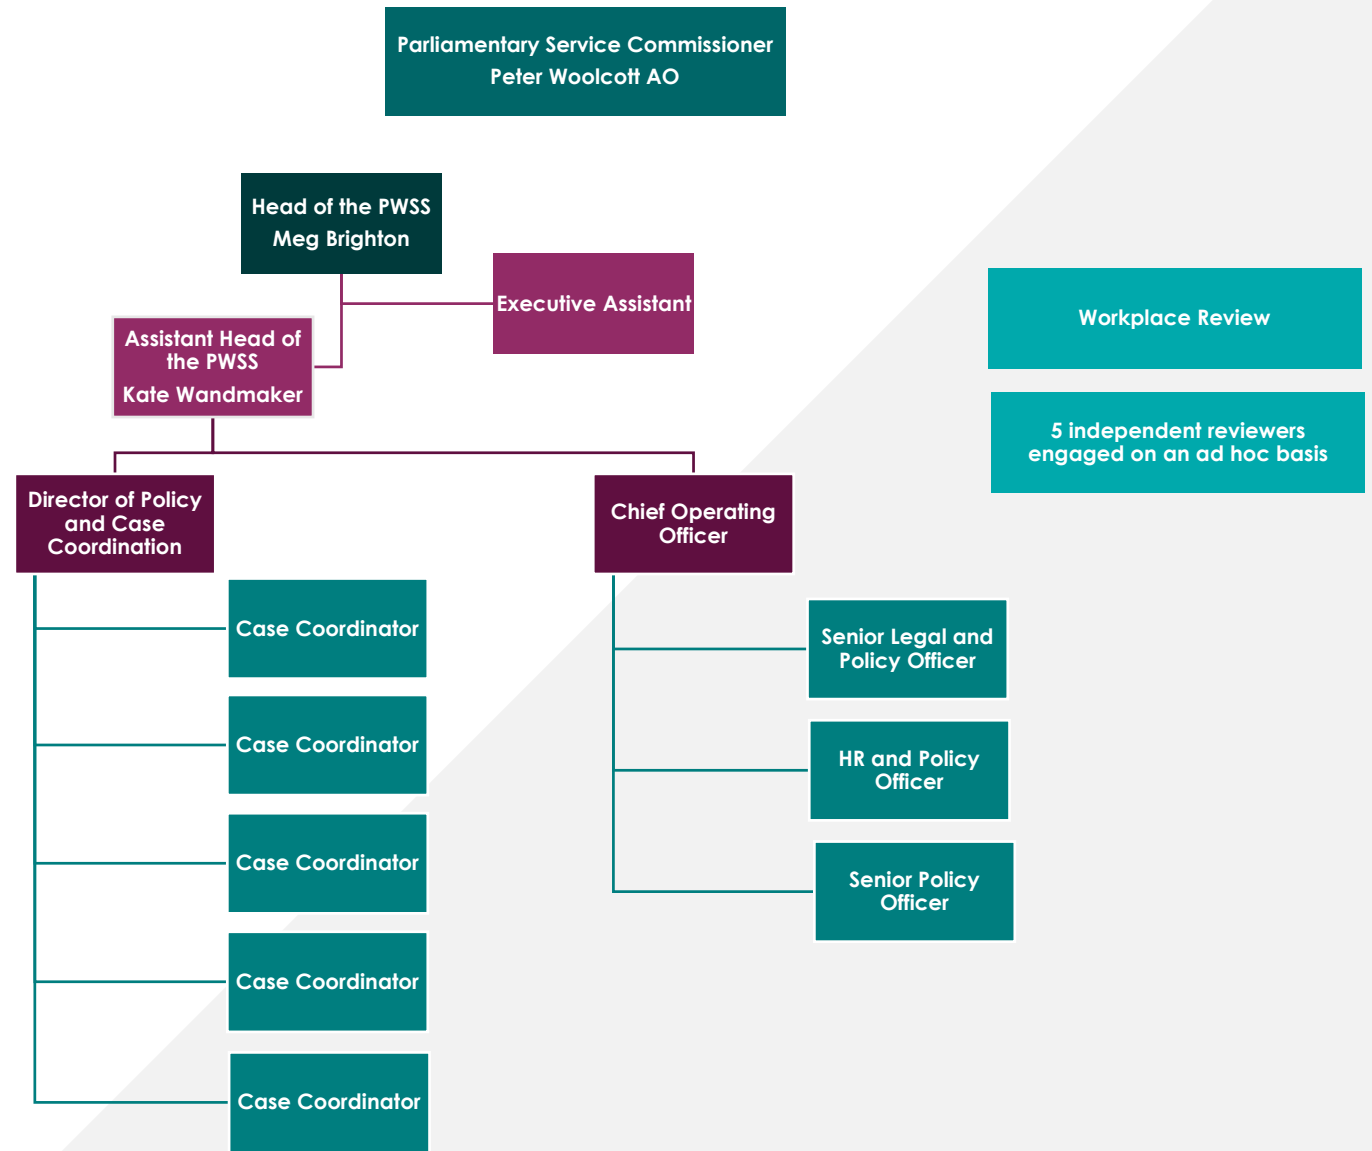 Parliamentary Service Commissioner
Peter Woolcott AO
Head of the PWSS
Meg Brighton
Executive Assistant
Assistant Head of
the PWSS
Kate Wandmaker
Workplace Review
5 independent reviewers
engaged on an ad hoc basis
Director of Policy
and Case
Coordination
Chief Operating
Officer
Case Coordinator
Case Coordinator
Case Coordinator
Case Coordinator
Case Coordinator
Senior Legal and
Policy Officer
HR and Policy
Officer
Senior Policy
Officer